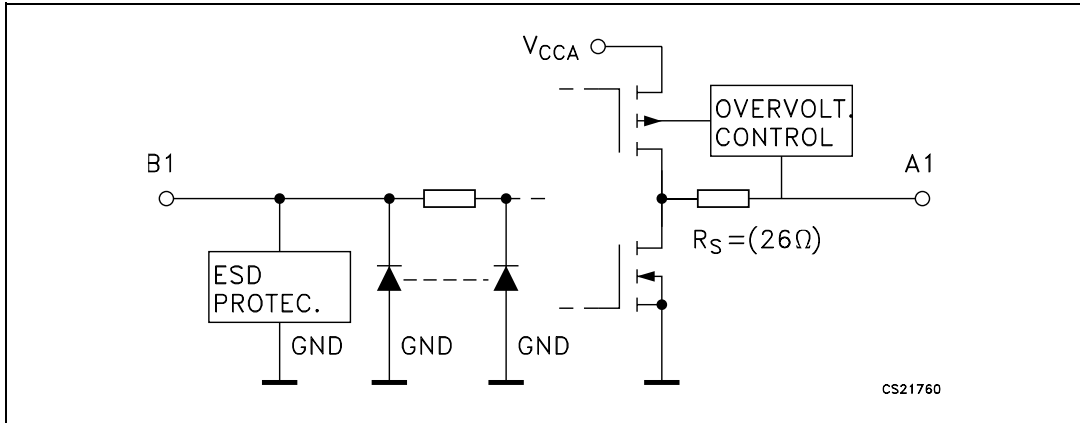 VCCA
OVERVOLT.
CONTROL
B1
A1
RS=(26Ω)
ESD
PROTEC.
GND
GND
GND
CS21760